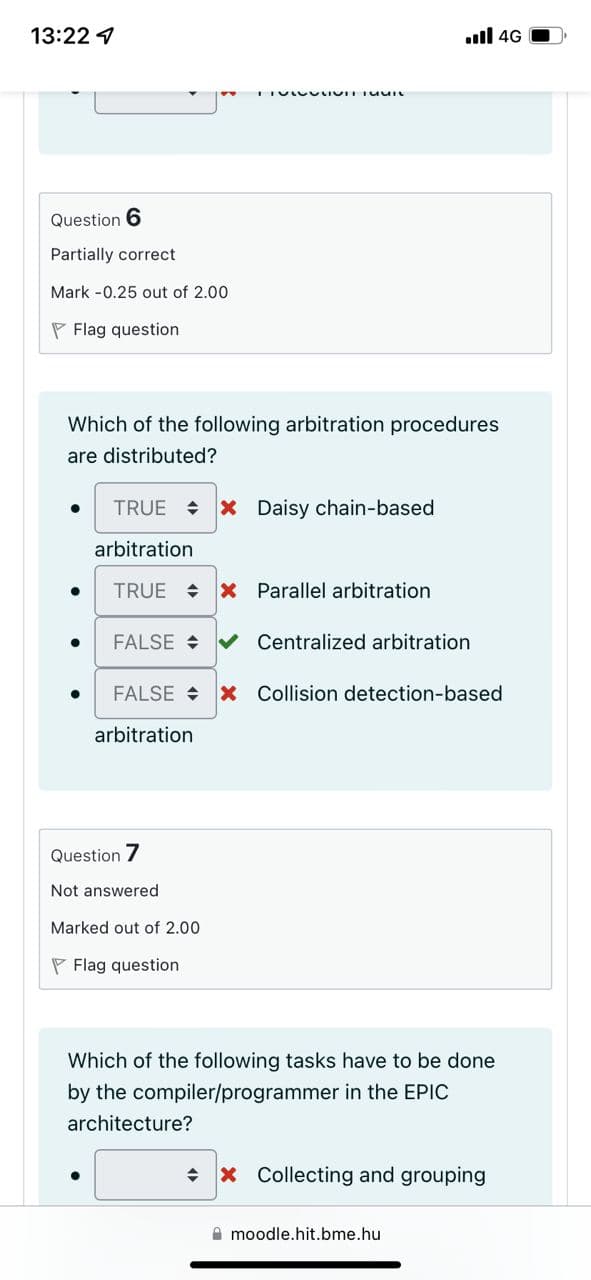 13:22
4G
Question 6
Partially correct
Mark -0.25 out of 2.00
Flag question
Which of the following arbitration procedures
are distributed?
TRUE Daisy chain-based
arbitration
TRUE Parallel arbitration
FALSE Centralized arbitration
FALSE Collision detection-based
arbitration
Question 7
Not answered
Marked out of 2.00
Flag question
Which of the following tasks have to be done
by the compiler/programmer in the EPIC
architecture?
Collecting and grouping
moodle.hit.bme.hu